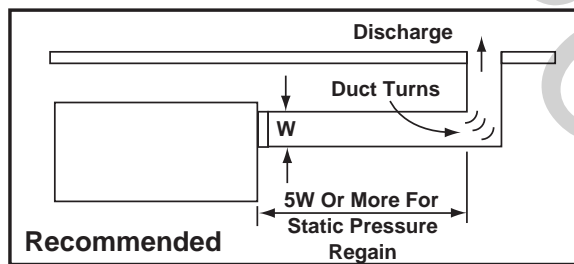 Discharge
Duct Turns
W
5W Or More For
Static Pressure
Regain
Recommended